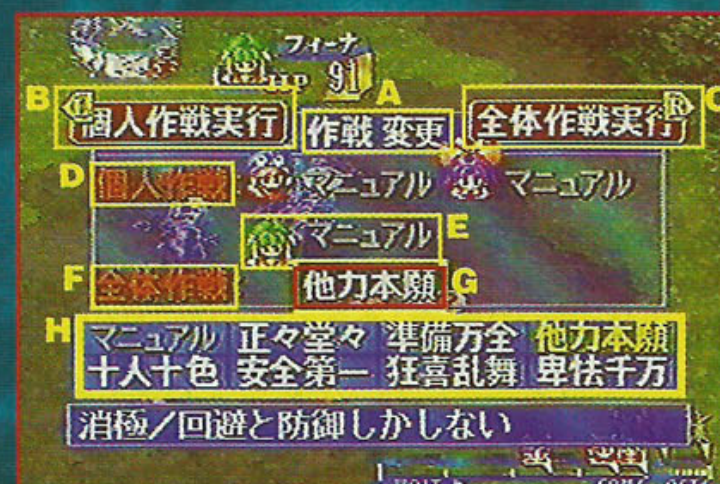 フィーナ
HP 91
B A C
L 個人作戦実行 作戦 変更 全体作戦実行 R
D 個人作戦 マニュアル マニュアル
マニュアル E
F 全体作戦 他力本願 G
H マニュアル 正々堂々 準備万全 他力本願
十人十色 安全第一 狂喜乱舞 卑怯千万
消極／回避と防御しかしない